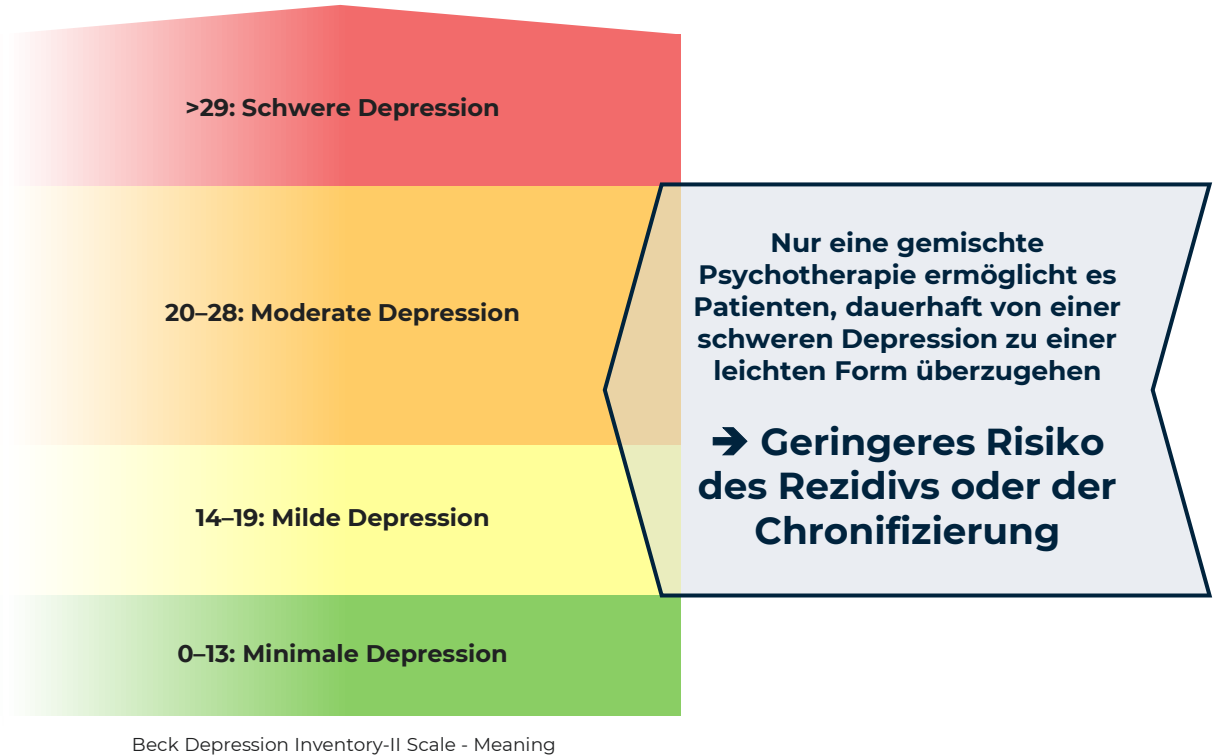 >29: Schwere Depression
20–28: Moderate Depression
14–19: Milde Depression
0–13: Minimale Depression
Nur eine gemischte
Psychotherapie ermöglicht es
Patienten, dauerhaft von einer
schweren Depression zu einer
leichten Form überzugehen
➔ Geringeres Risiko
des Rezidivs oder der
Chronifizierung
Beck Depression Inventory-II Scale - Meaning